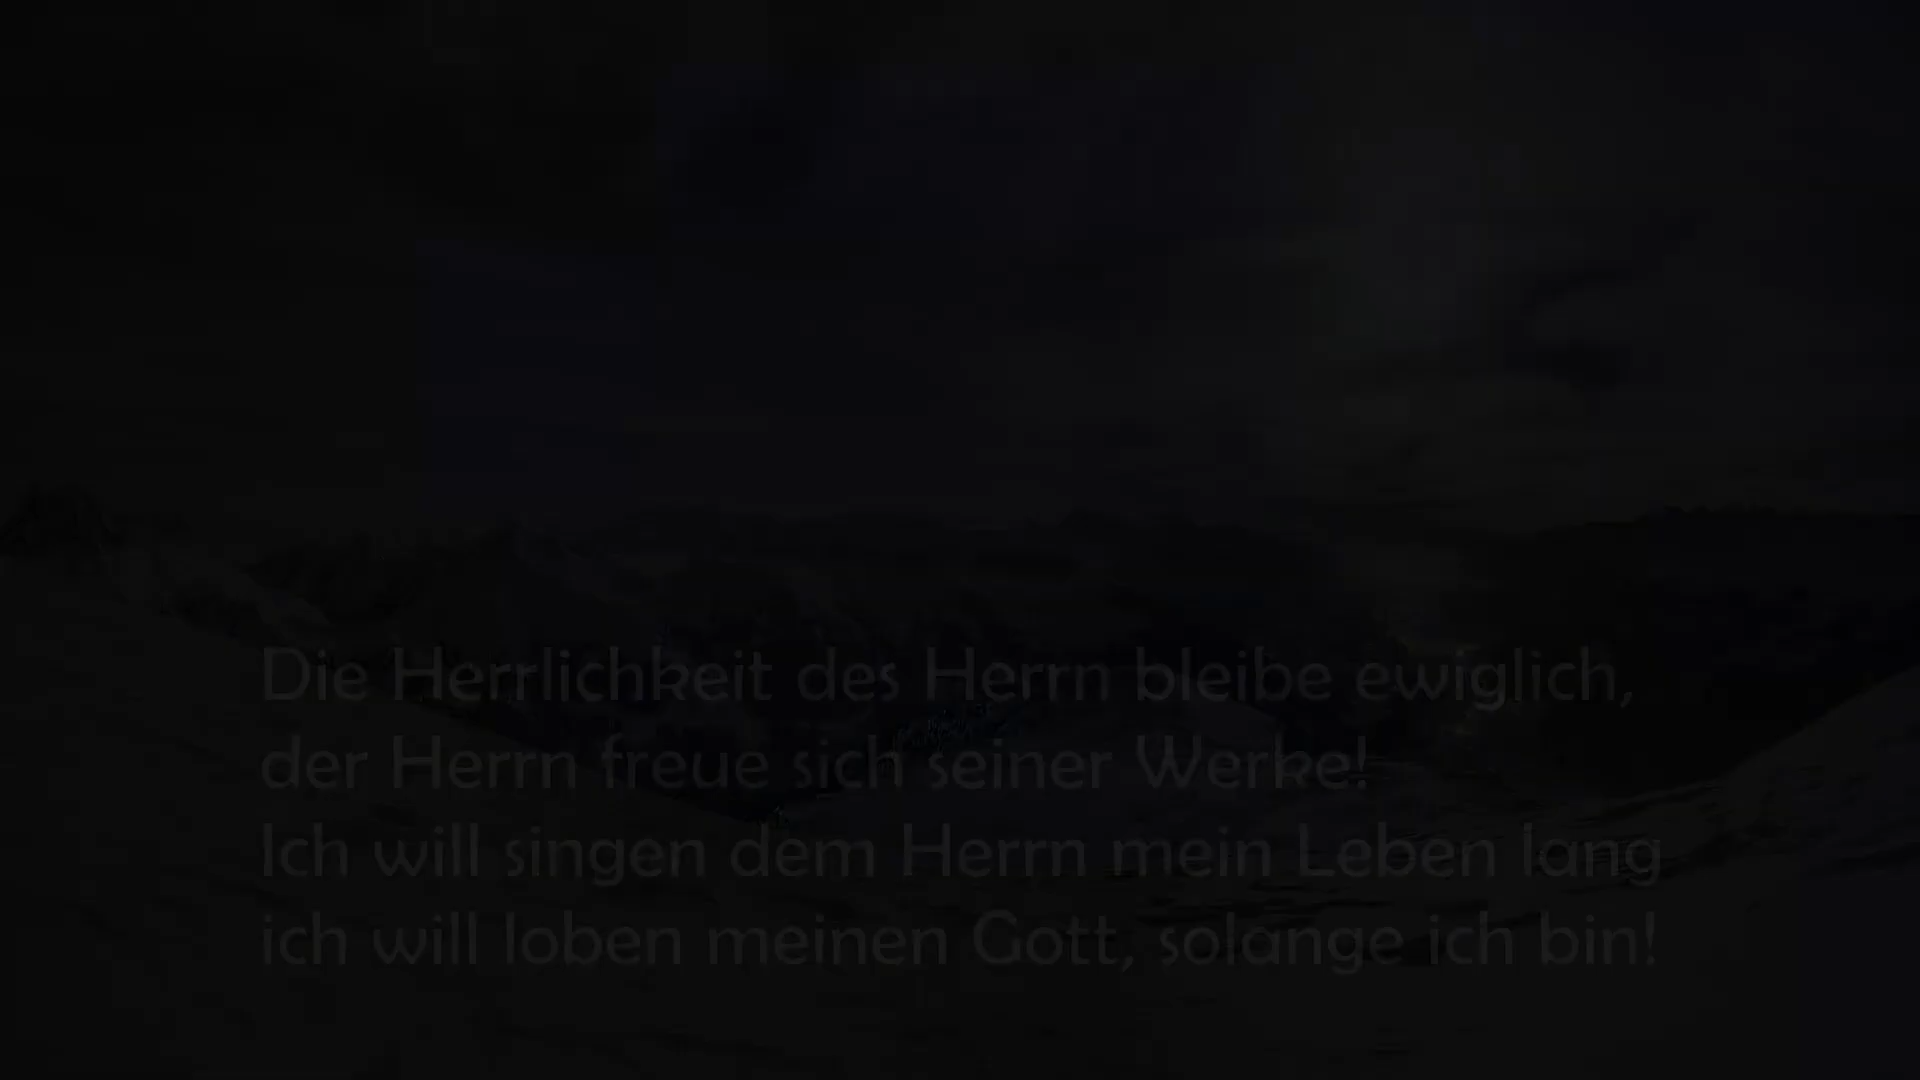 Die Herrlichkeit des Herrn bleibe ewiglich,
der Herrn freue sich seiner Werke!
Ich will singen dem Herrn mein Leben lang
ich will loben meinen Gott, solange ich bin!